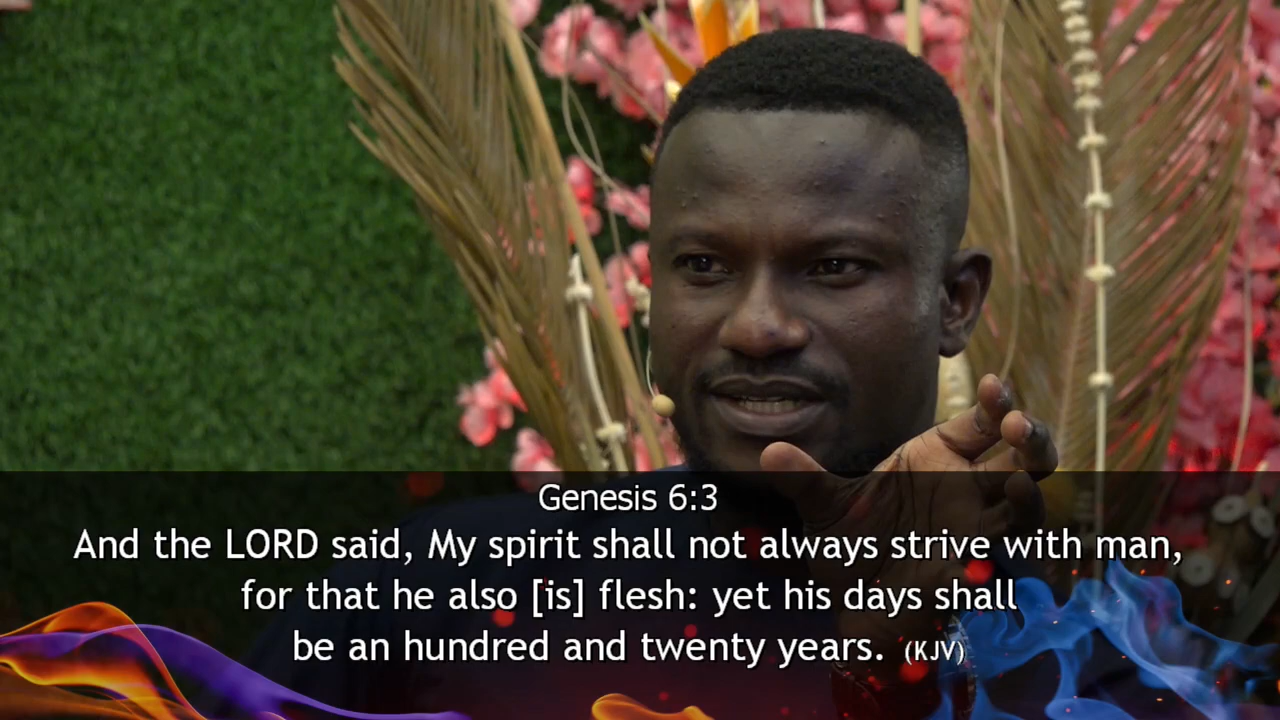 Genesis 6:3
And the LORD said, My spirit shall not always strive with man,
for that he also [is] flesh: yet his days shall
be an hundred and twenty years. (KJV)